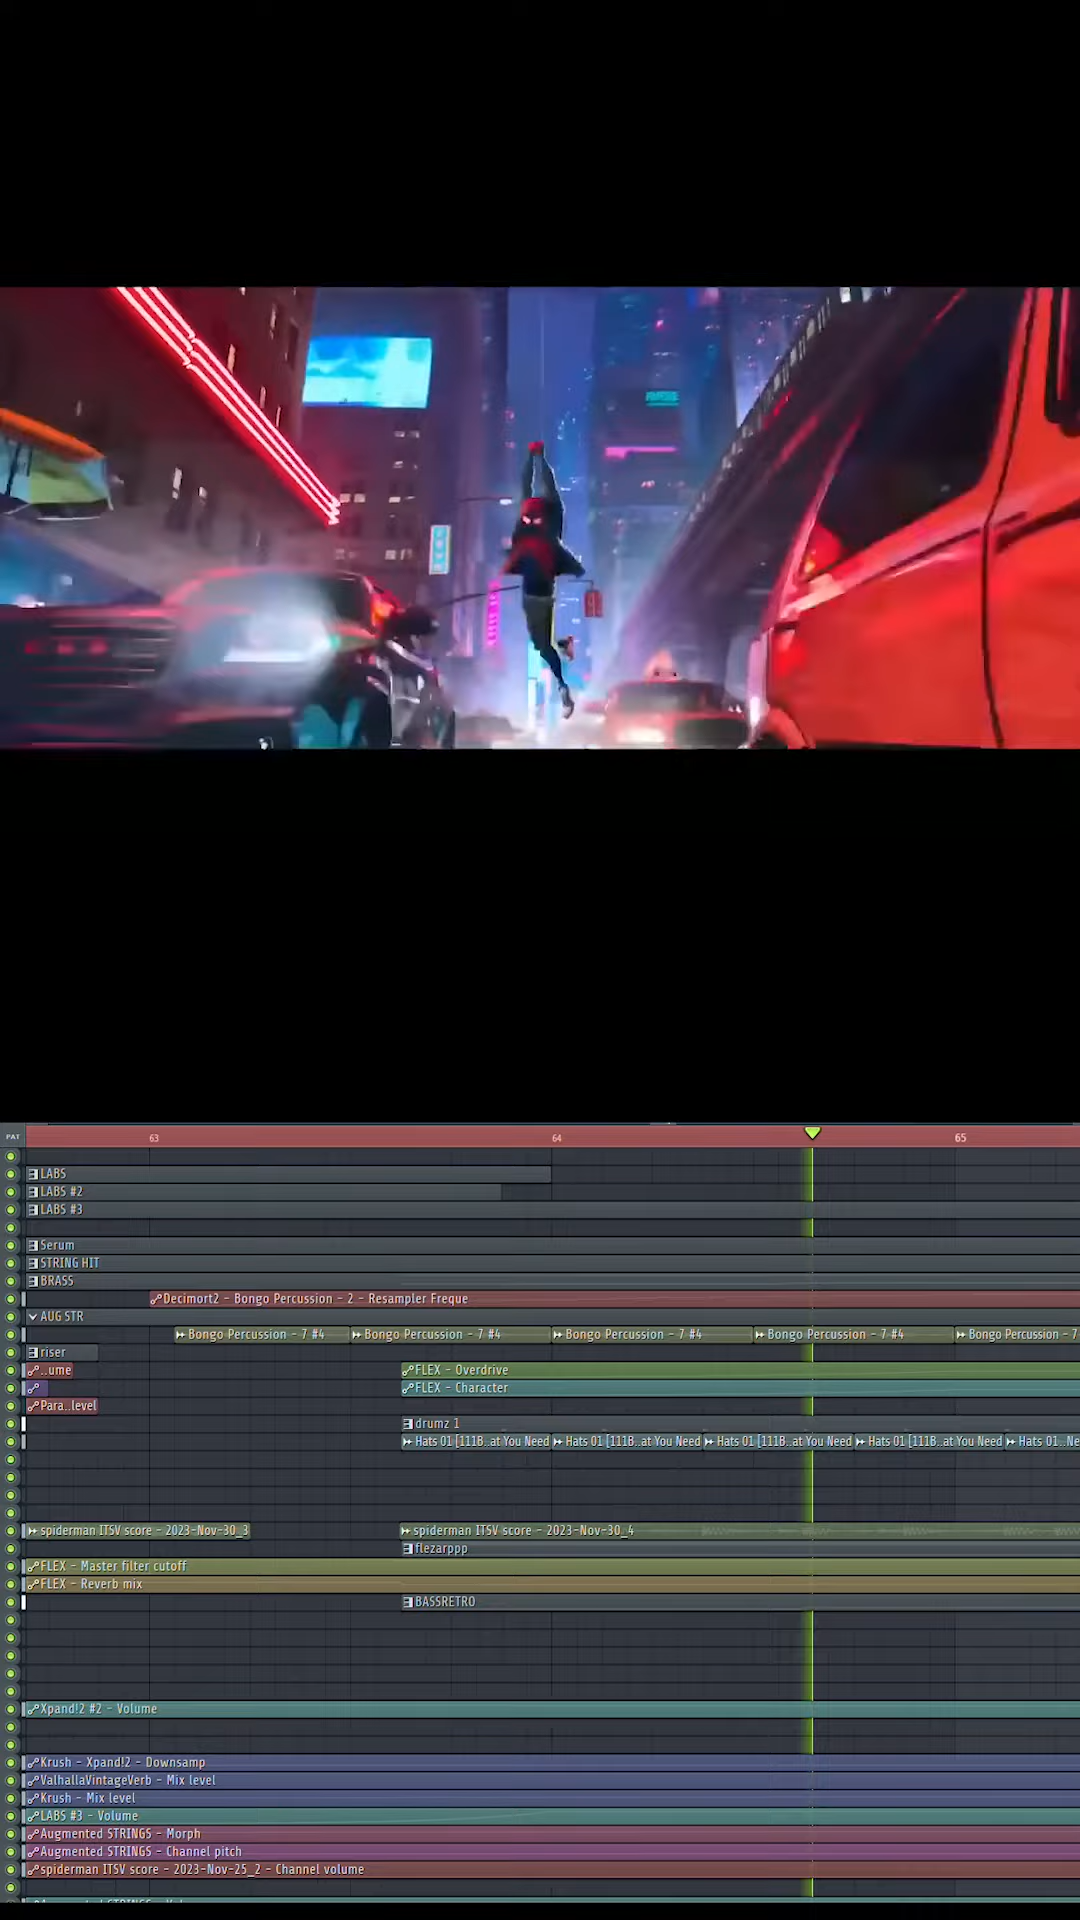 PAT 63 64 65
LABS
LABS #2
LABS #3
Serum
STRING HIT
BRASS
Decimort2 - Bongo Percussion - 2 - Resampler Freque
AUG STR
Bongo Percussion - 7 #4 Bongo Percussion - 7 #4 Bongo Percussion - 7 #4 Bongo Percussion - 7 #4 Bongo Percussion - 7
riser
..ume FLEX - Overdrive
FLEX - Character
Para..level
drumz 1
Hats 01 [111B..at You Need Hats 01 [111B..at You Need Hats 01 [111B..at You Need Hats 01 [111B..at You Need Hats 01..Ne
spiderman ITSV score - 2023-Nov-30_3 spiderman ITSV score - 2023-Nov-30_4
flezarppp
FLEX - Master filter cutoff
FLEX - Reverb mix
BASSRETRO
Xpand!2 #2 - Volume
Krush - Xpand!2 - Downsamp
ValhallaVintageVerb - Mix level
Krush - Mix level
LABS #3 - Volume
Augmented STRINGS - Morph
Augmented STRINGS - Channel pitch
spiderman ITSV score - 2023-Nov-25_2 - Channel volume